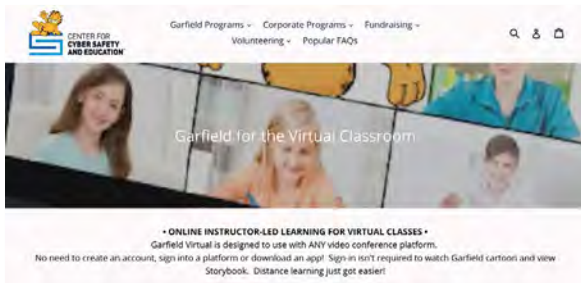 CENTER FOR
CYBER SAFETY
AND EDUCATION
Garfield Programs Corporate Programs Fundraising
Volunteering Popular FAQs
Garfield for the Virtual Classroom
• ONLINE INSTRUCTOR-LED LEARNING FOR VIRTUAL CLASSES •
Garfield Virtual is designed to use with ANY video conference platform.
No need to create an account, sign into a platform or download an app! Sign-in isn't required to watch Garfield cartoon and view
Storybook. Distance learning just got easier!